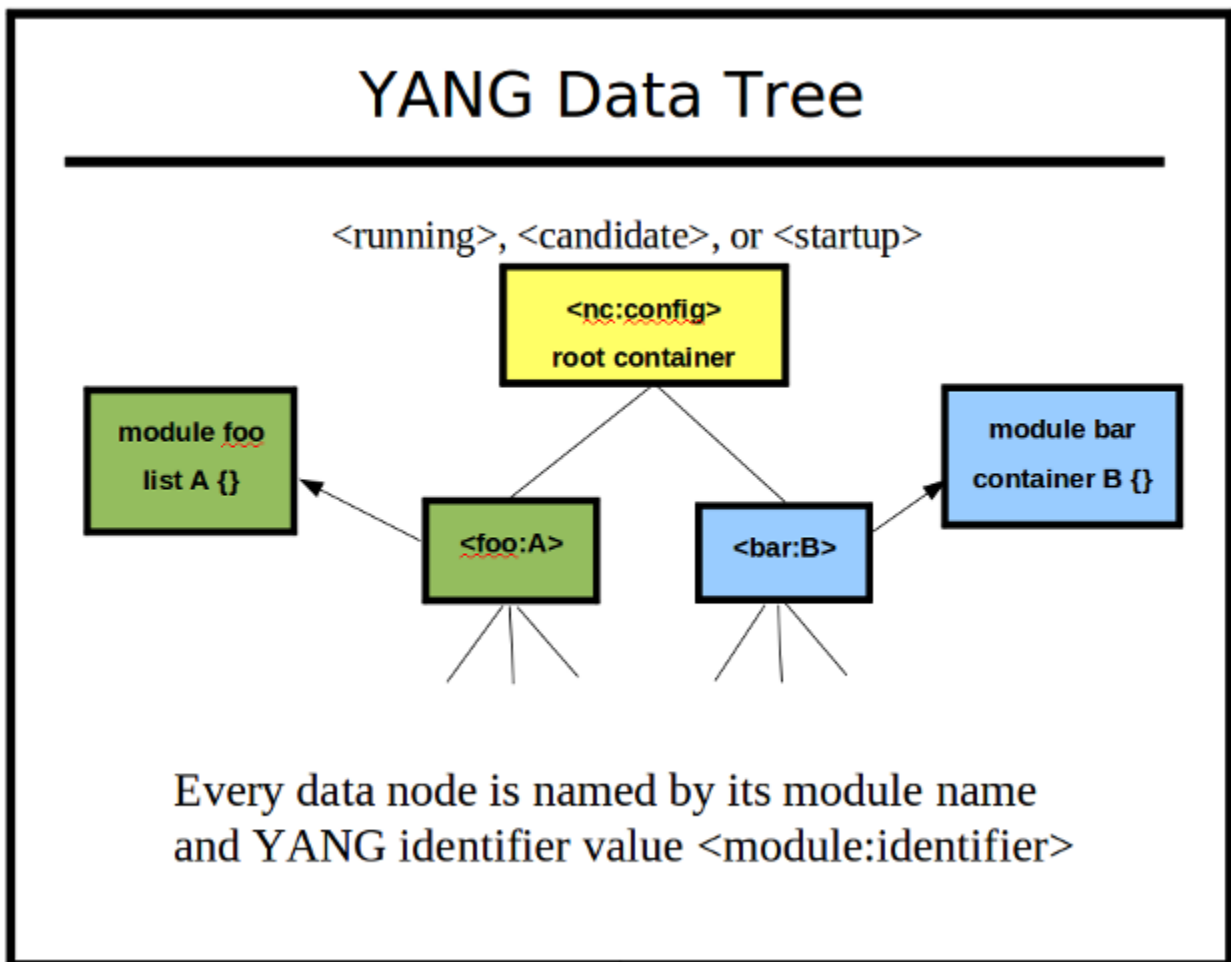 YANG Data Tree
<running>, <candidate>, or <startup>
<nc:config>
root container
module foo
list A {}
module bar
container B {}
<foo:A>
<bar:B>
Every data node is named by its module name
and YANG identifier value <module:identifier>